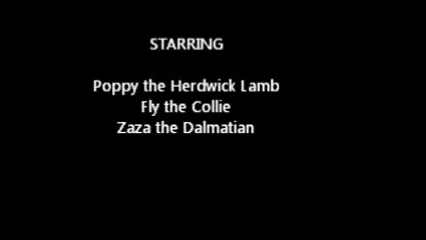 STARRING
Poppy the Herdwick Lamb
Fly the Collie
Zaza the Dalmatian